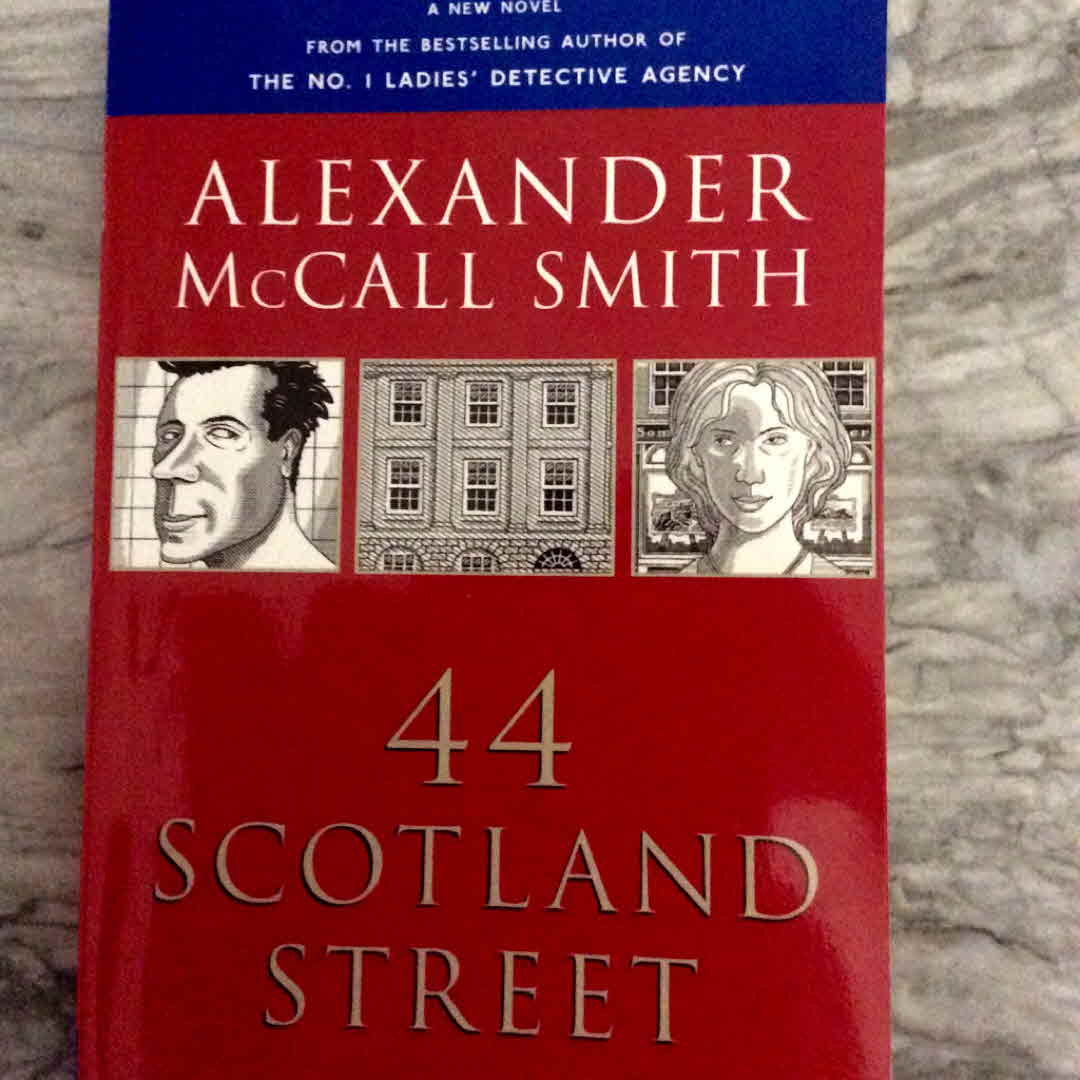 A NEW NOVEL
FROM THE BESTSELLING AUTHOR OF
THE NO. 1 LADIES' DETECTIVE AGENCY
ALEXANDER
McCALL SMITH
44
SCOTLAND
STREET